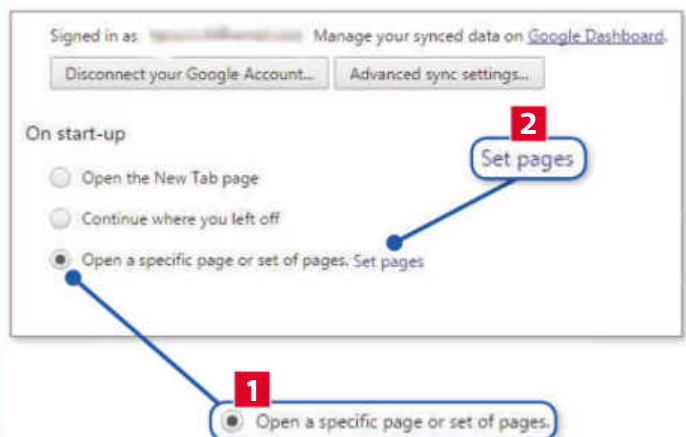 Signed in as Manage your synced data on Google Dashboard.
Disconnect your Google Account... Advanced sync settings...
On start-up
2
Set pages
Open the New Tab page
Continue where you left off
Open a specific page or set of pages. Set pages
1
Open a specific page or set of pages.